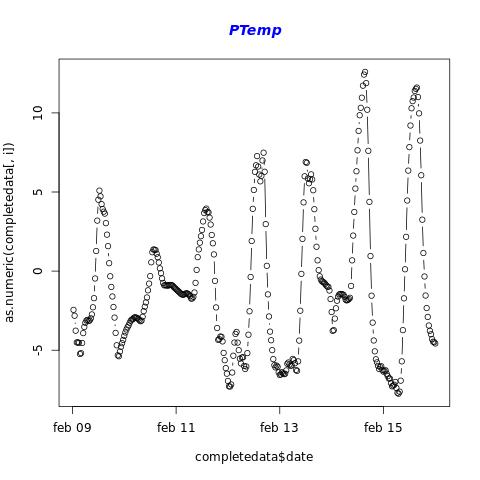 PTemp
as.numeric(completedata[, i])
10
5
0
-5
feb 09
feb 11
feb 13
feb 15
completedata$date